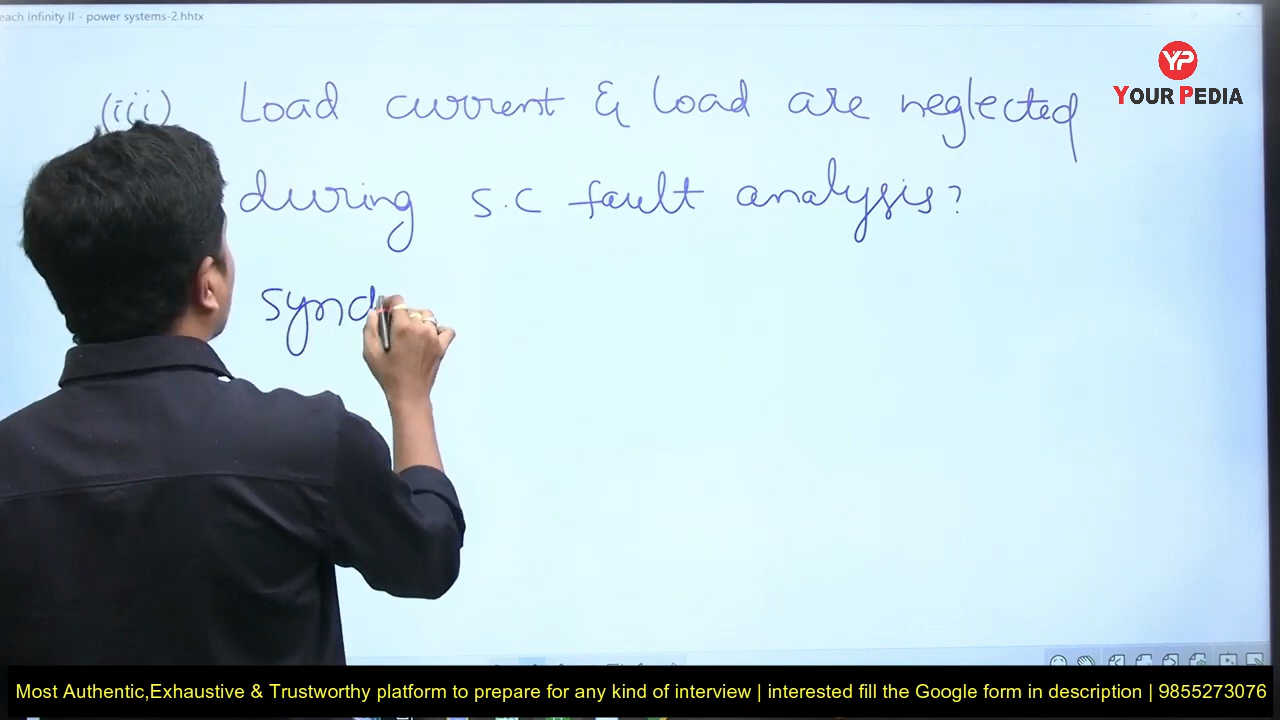 each Infinity II - power systems-2.hhtx
YP
YOUR PEDIA
(iii) Load current & load are neglected
during s.c fault analysis?
Sync
Most Authentic,Exhaustive & Trustworthy platform to prepare for any kind of interview | interested fill the Google form in description | 9855273076